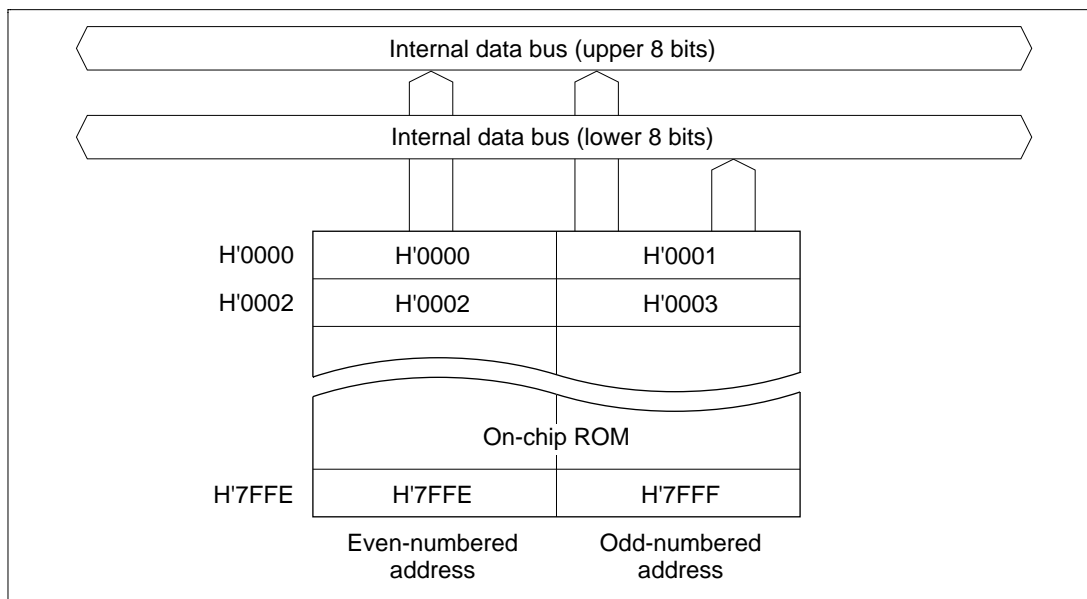 Internal data bus (upper 8 bits)
Internal data bus (lower 8 bits)
H'0000 H'0000 H'0001
H'0002 H'0002 H'0003
On-chip ROM
H'7FFE H'7FFE H'7FFF
Even-numbered Odd-numbered
address address